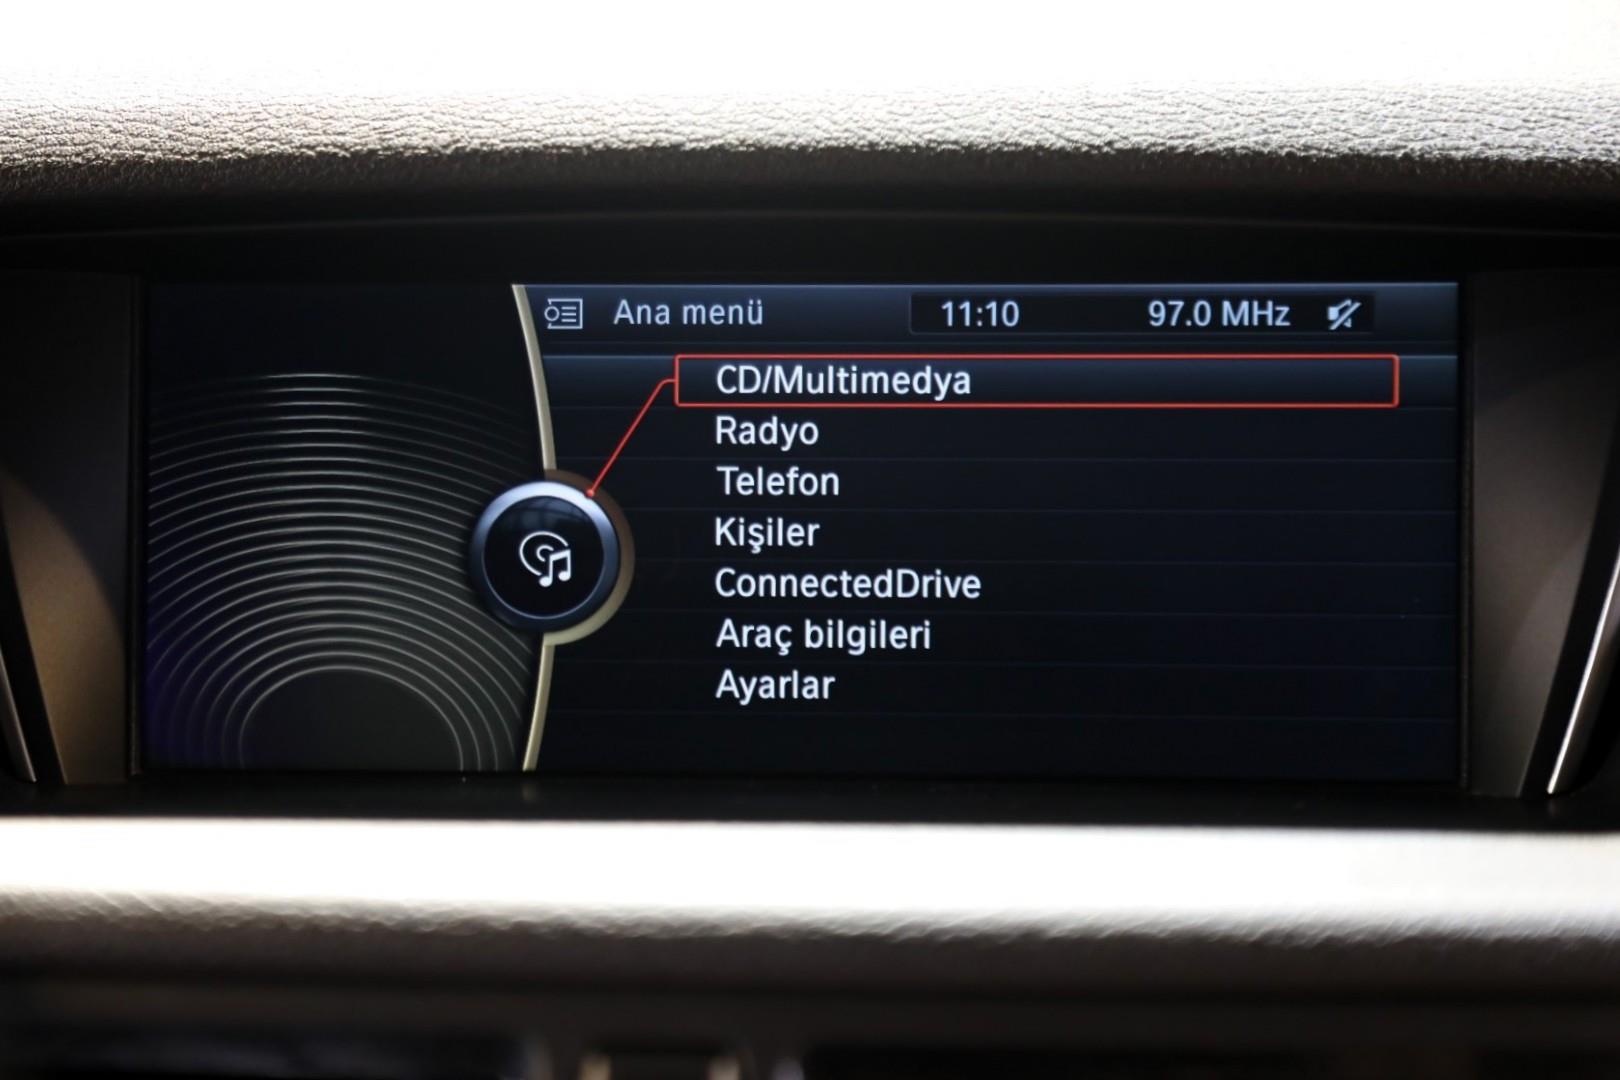 Ana menü 11:10 97.0 MHz
CD/Multimedya
Radyo
Telefon
Kişiler
ConnectedDrive
Araç bilgileri
Ayarlar